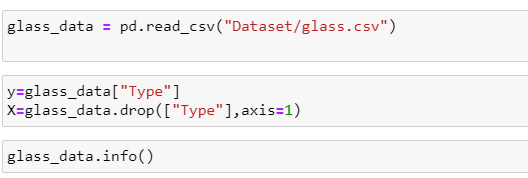 glass_data = pd.read_csv("Dataset/glass.csv")
y=glass_data["Type"]
X=glass_data.drop(["Type"],axis=1)
glass_data.info()